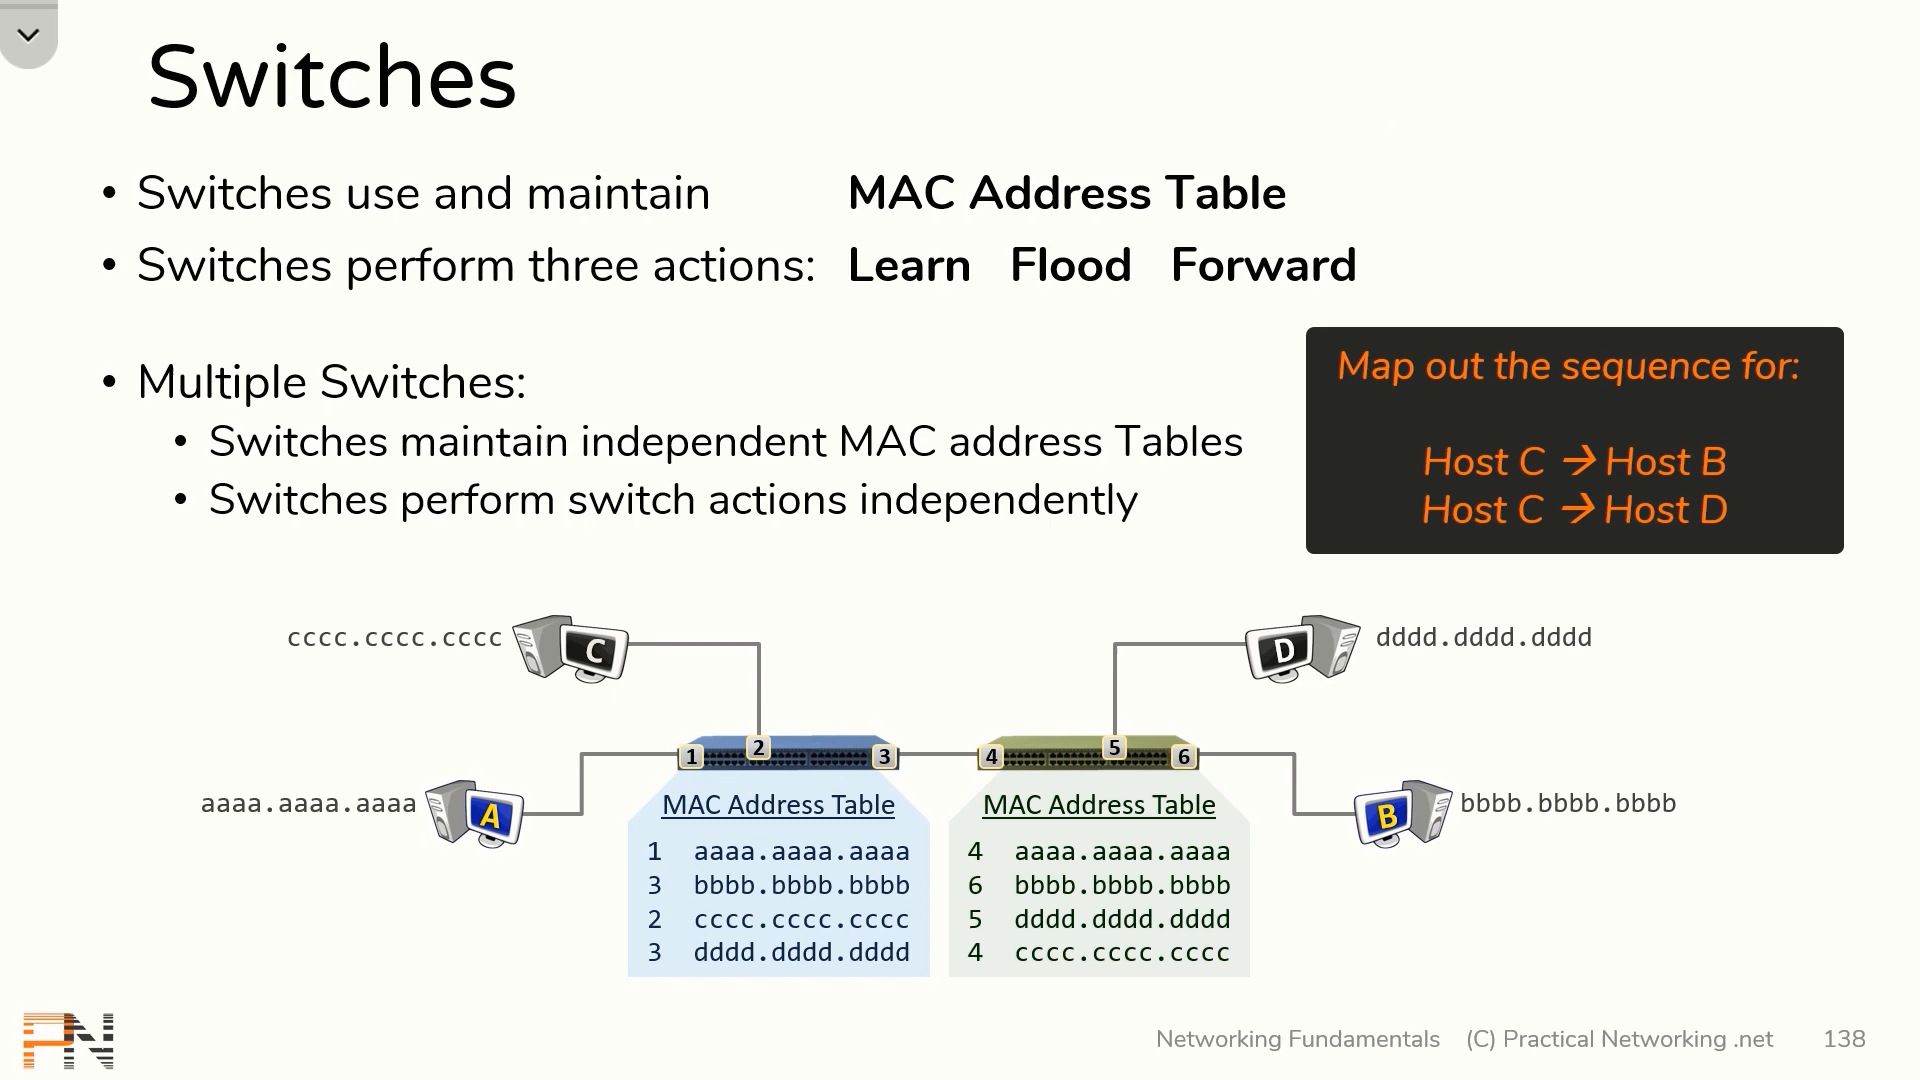 Switches
• Switches use and maintain MAC Address Table
• Switches perform three actions: Learn Flood Forward
• Multiple Switches:
• Switches maintain independent MAC address Tables
• Switches perform switch actions independently
Map out the sequence for:
Host C → Host B
Host C → Host D
cccc.cccc.cccc
C
D
dddd.dddd.dddd
1 2 3
4 5 6
aaaa.aaaa.aaaa
A
B
bbbb.bbbb.bbbb
MAC Address Table
1 aaaa.aaaa.aaaa
3 bbbb.bbbb.bbbb
2 cccc.cccc.cccc
3 dddd.dddd.dddd
MAC Address Table
4 aaaa.aaaa.aaaa
6 bbbb.bbbb.bbbb
5 dddd.dddd.dddd
4 cccc.cccc.cccc
PN
Networking Fundamentals (C) Practical Networking .net 138